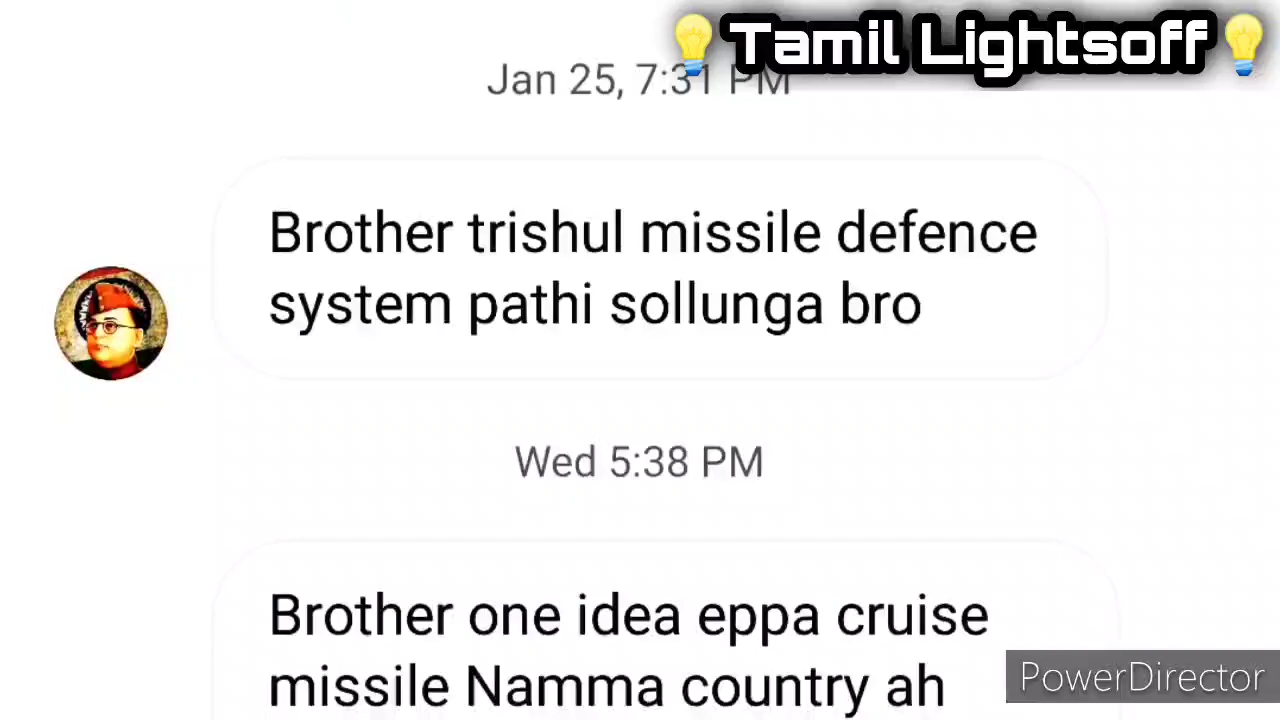 Tamil Lightsoff
Jan 25, 7:31 PM
Brother trishul missile defence
system pathi sollunga bro
Wed 5:38 PM
Brother one idea eppa cruise
missile Namma country ah
PowerDirector